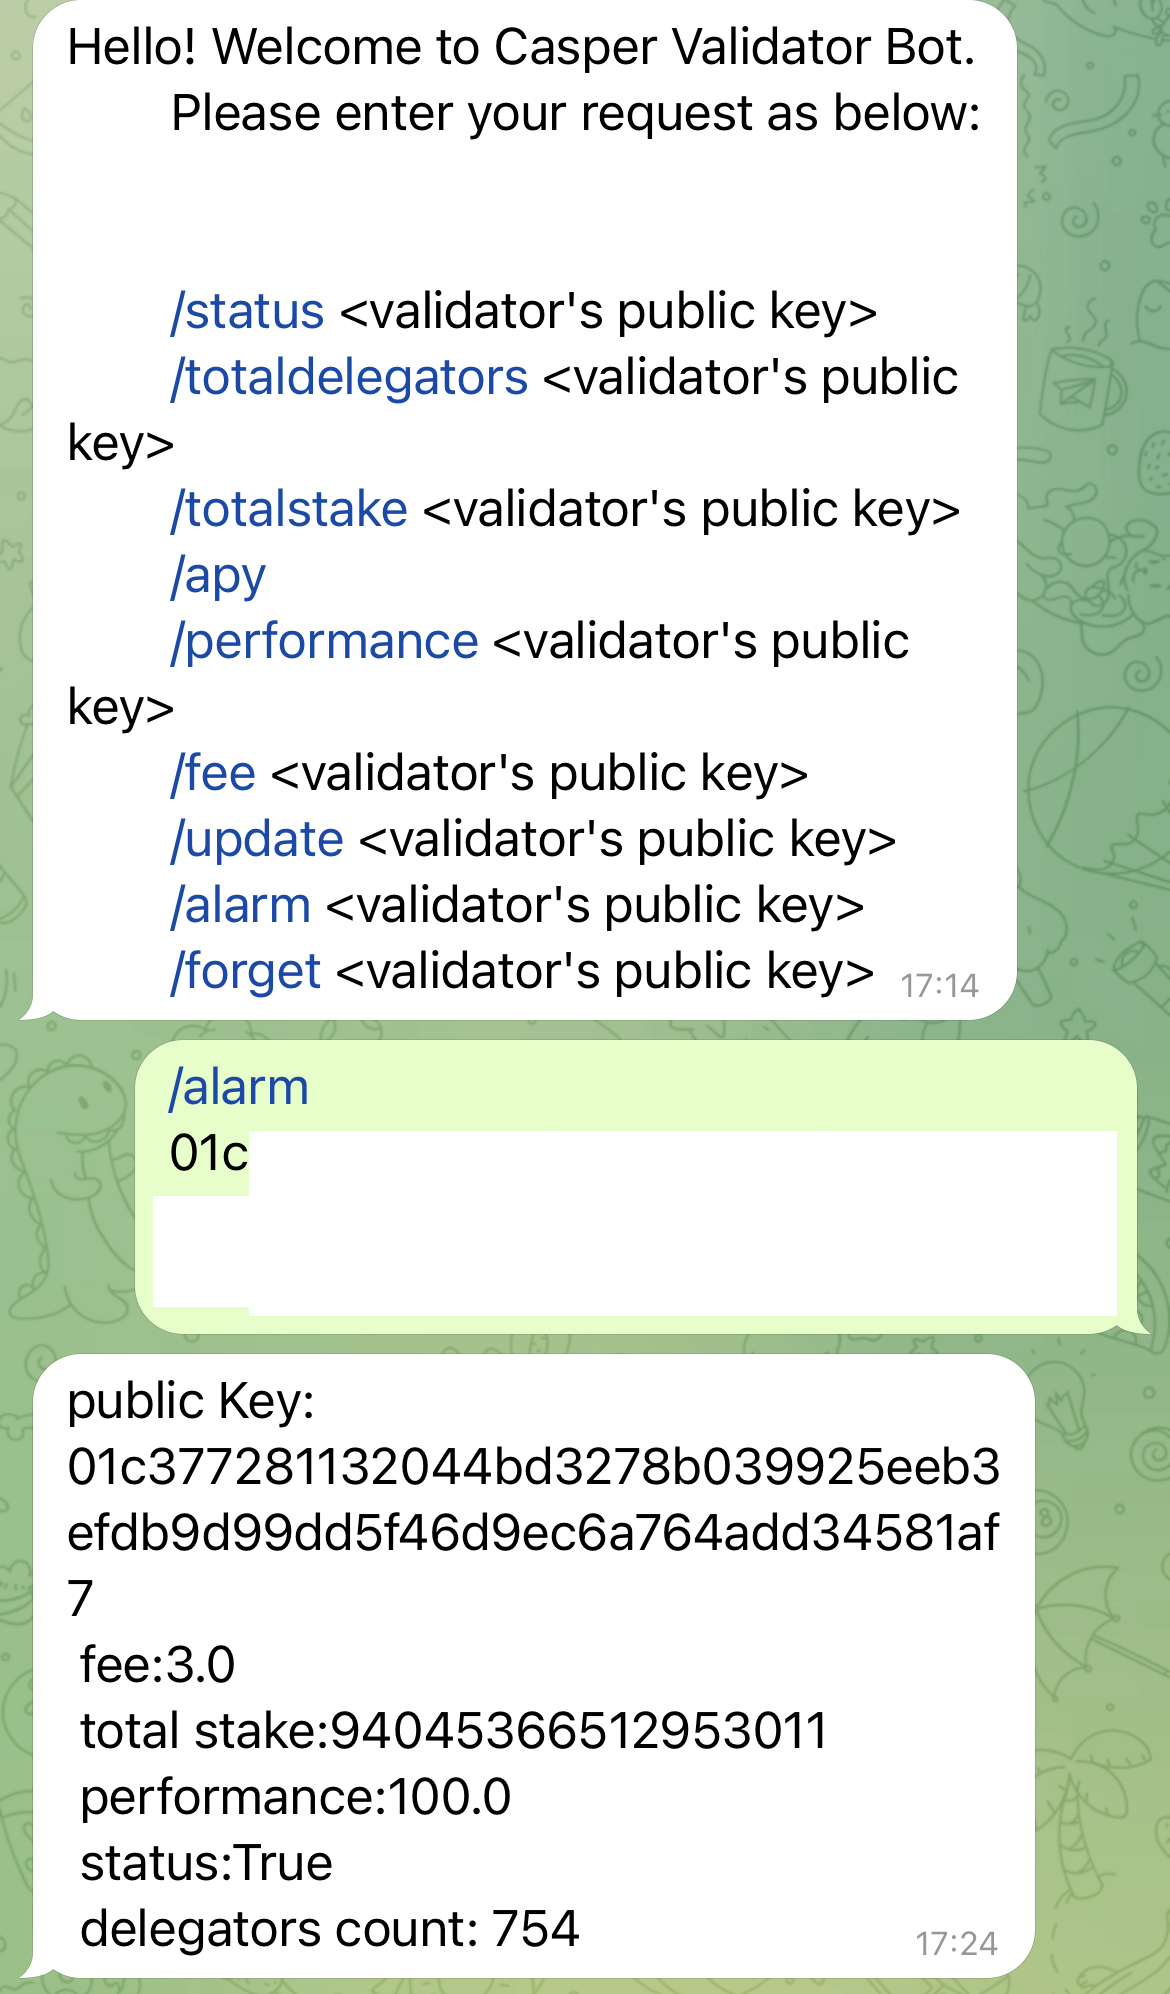 Hello! Welcome to Casper Validator Bot.
Please enter your request as below:
/status <validator's public key>
/totaldelegators <validator's public
key>
/totalstake <validator's public key>
/apy
/performance <validator's public
key>
/fee <validator's public key>
/update <validator's public key>
/alarm <validator's public key>
/forget <validator's public key> 17:14
/alarm
01c
public Key:
01c377281132044bd3278b039925eeb3
efdb9d99dd5f46d9ec6a764add34581af
7
fee:3.0
total stake:94045366512953011
performance:100.0
status:True
delegators count: 754 17:24